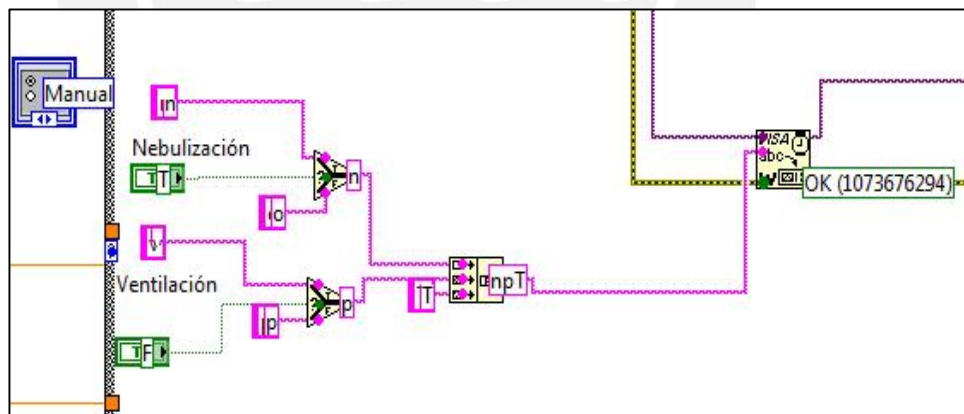 Manual
n
Nebulización
T
n
o
v
Ventilación
p
p
T
npT
F
VISA
abc
W
OK (1073676294)